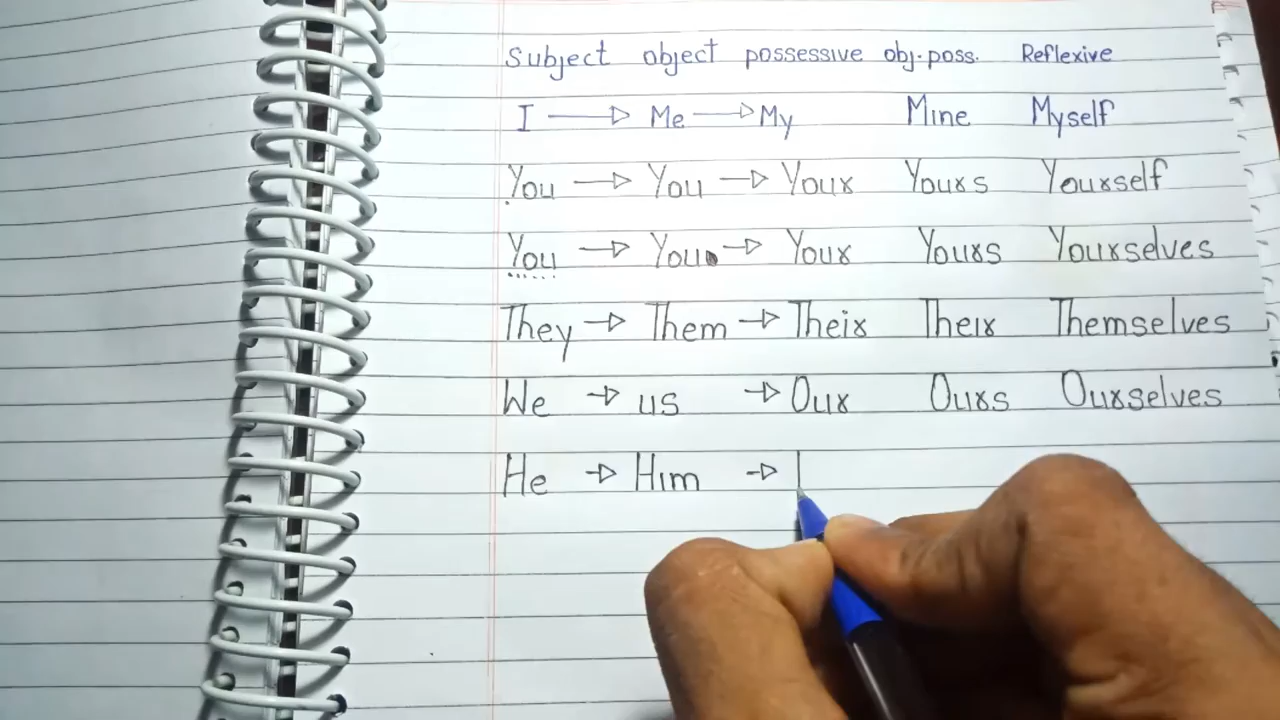 Subject object possessive obj.poss. Reflexive
I → Me → My Mine Myself
You → You → Your Yours Yourself
You → You → Your Yours Yourselves
They → Them → Their Their Themselves
We → us → Our Ours Ourselves
He → Him →